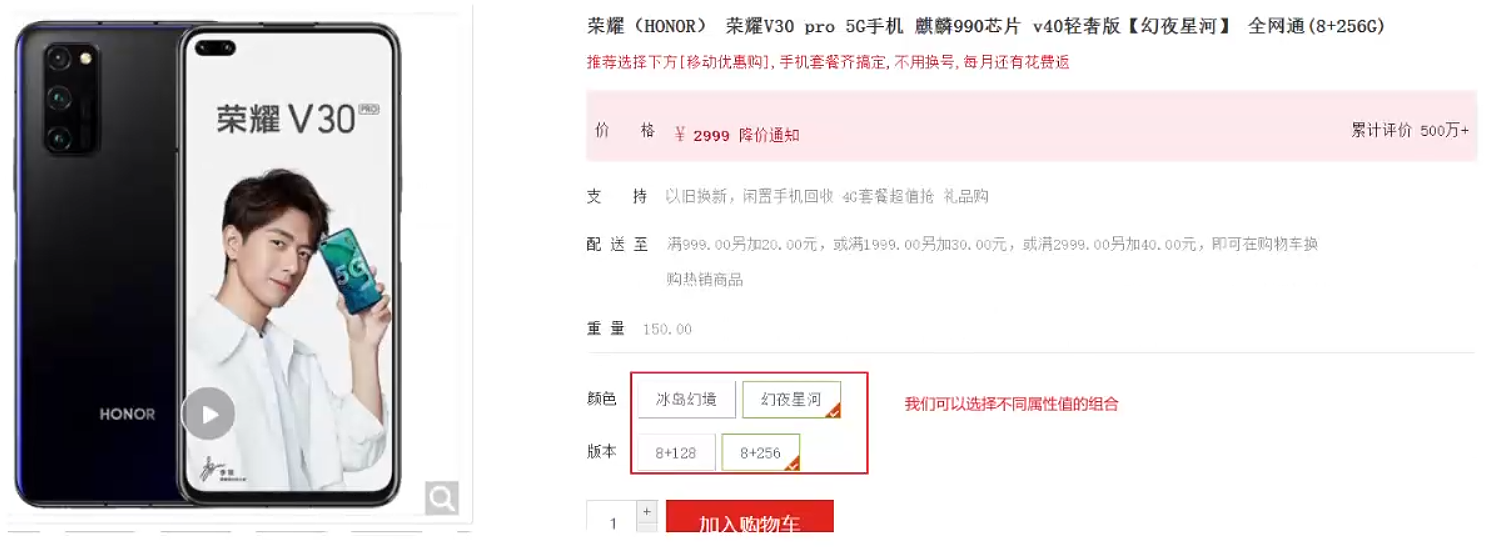 荣耀V30 PRO
5G
HONOR
荣耀（HONOR） 荣耀V30 pro 5G手机 麒麟990芯片 v40轻奢版【幻夜星河】 全网通(8+256G)
推荐选择下方[移动优惠购],手机套餐齐搞定,不用换号,每月还有花费返
价 格 ￥ 2999 降价通知 累计评价 500万+
支 持 以旧换新，闲置手机回收 4G套餐超值抢 礼品购
配 送 至 满999.00另加20.00元，或满1999.00另加30.00元，或满2999.00另加40.00元，即可在购物车换
购热销商品
重 量 150.00
颜色 冰岛幻境 幻夜星河 我们可以选择不同属性值的组合
版本 8+128 8+256
1 + 加入购物车